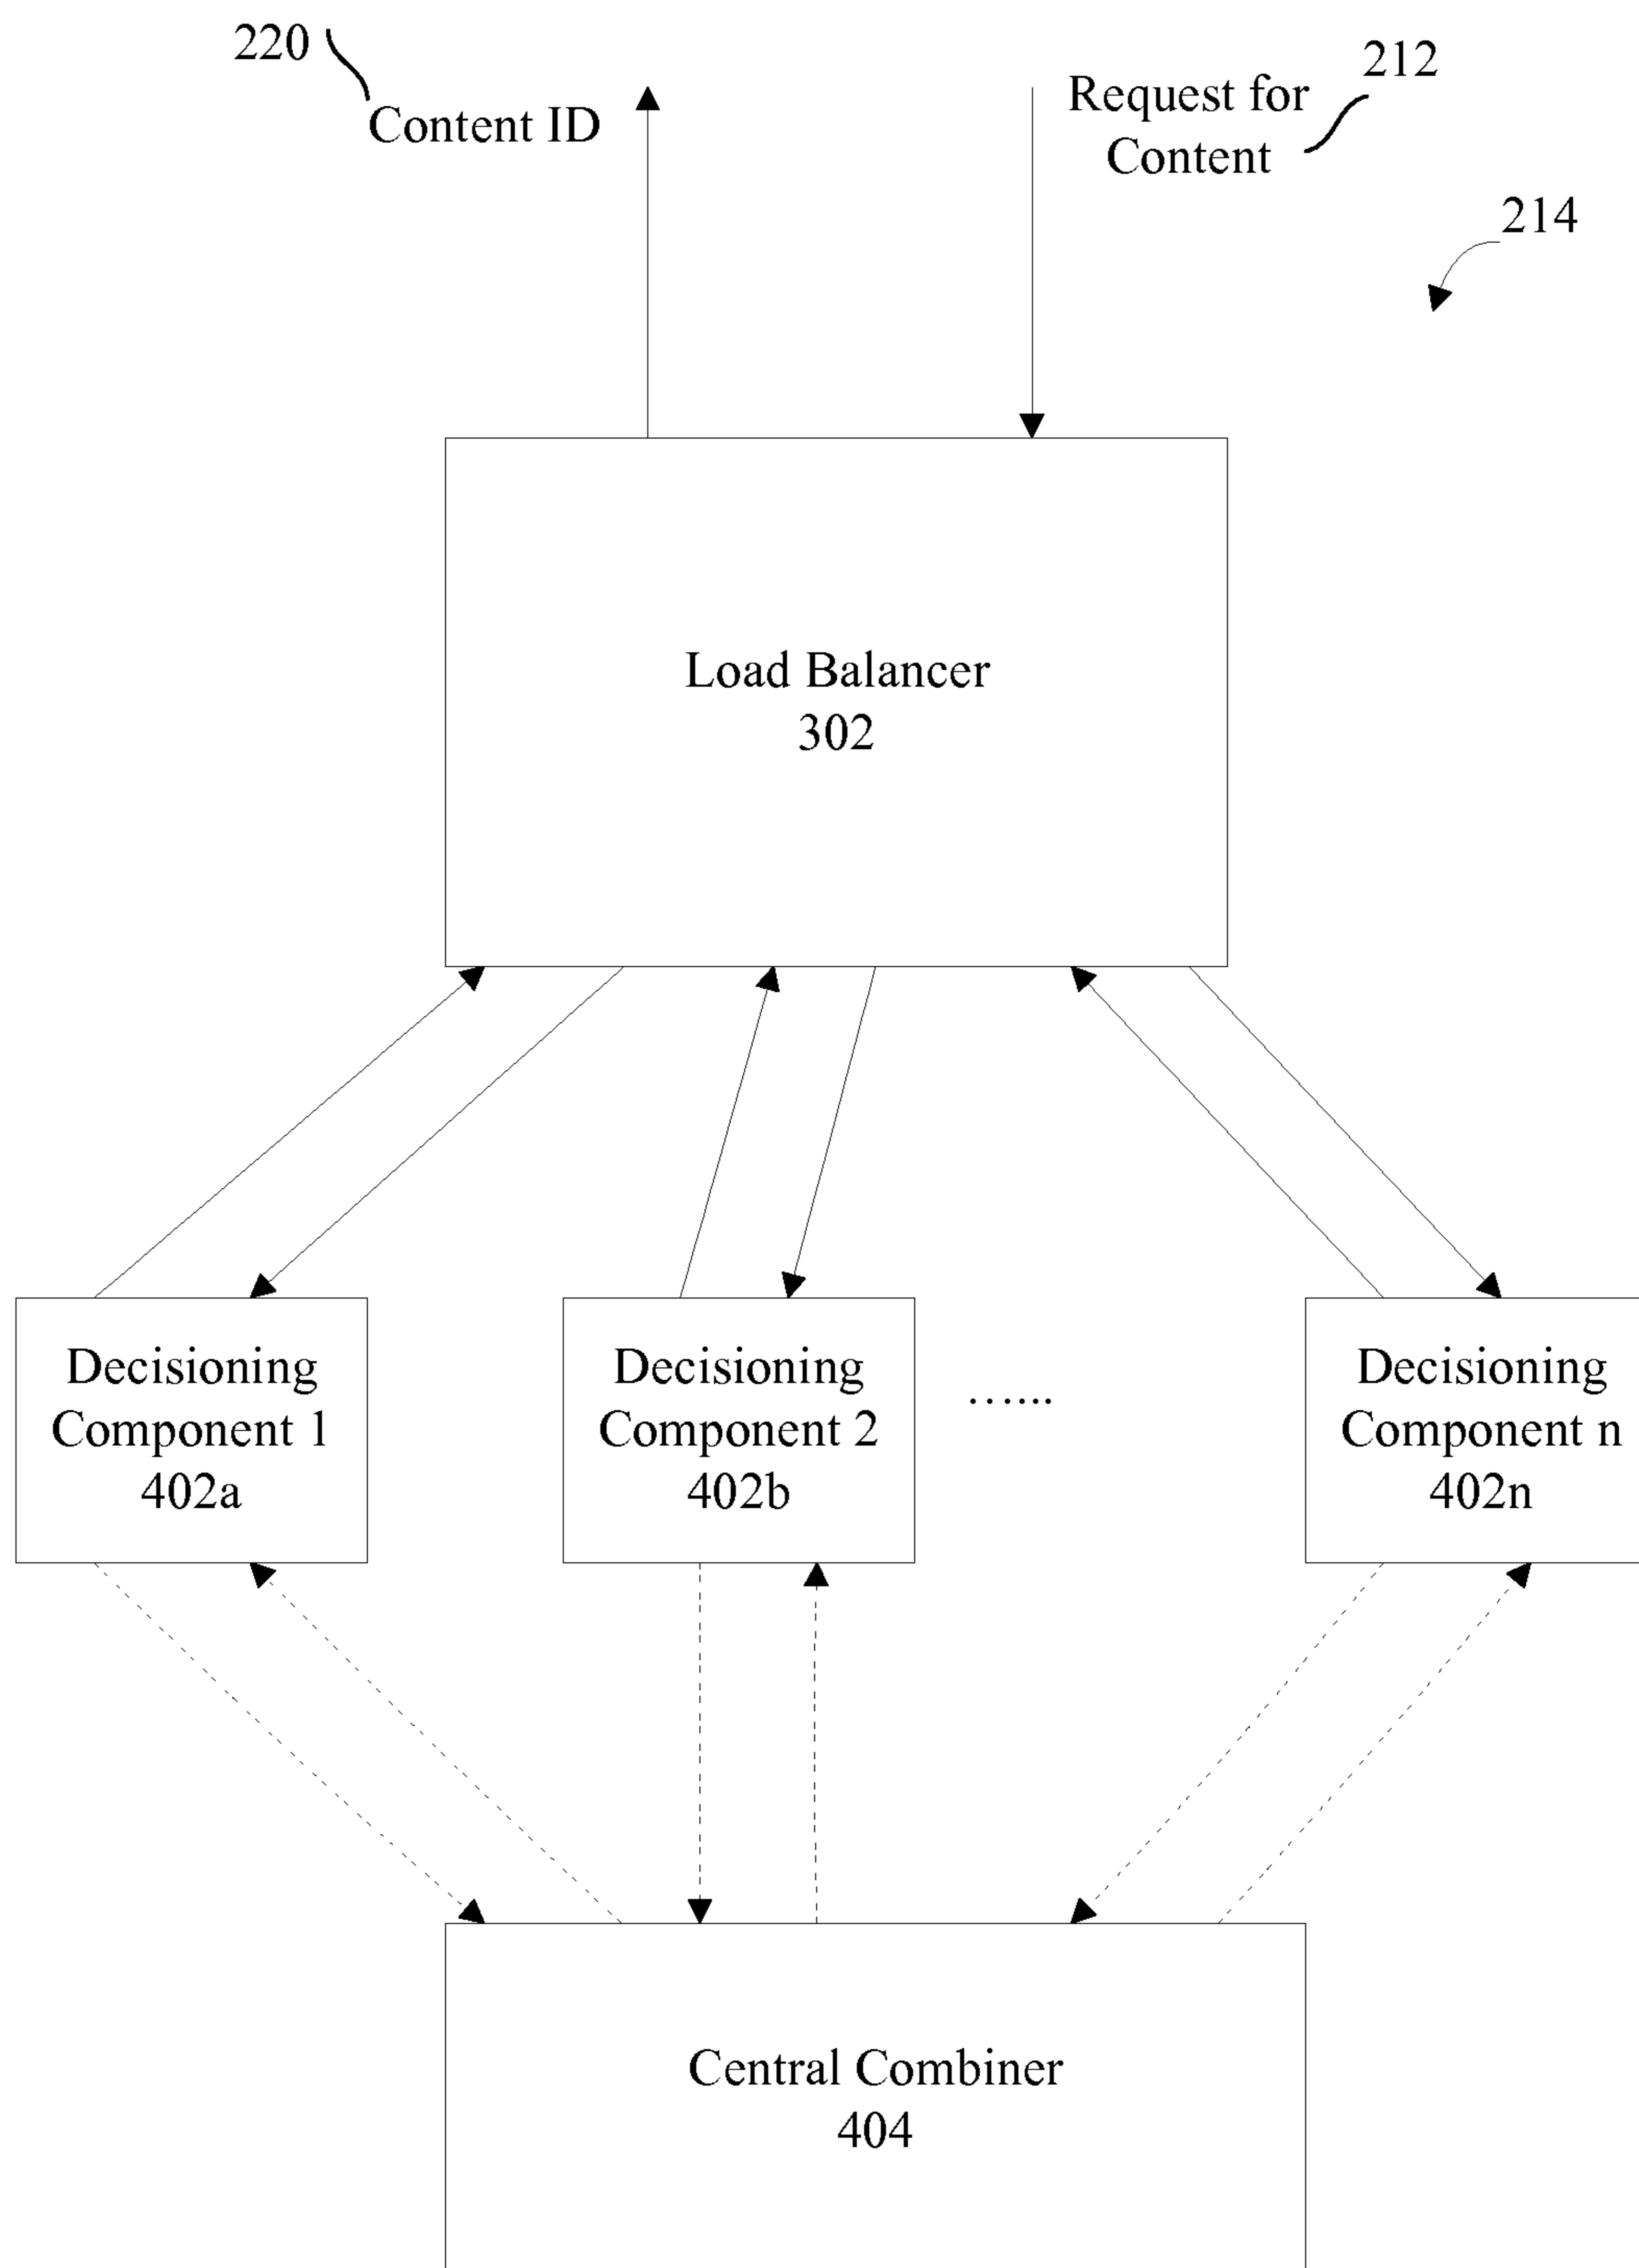 220
Content ID
Request for
Content
212
214
Load Balancer
302
Decisioning
Component 1
402a
Decisioning
Component 2
402b
......
Decisioning
Component n
402n
Central Combiner
404